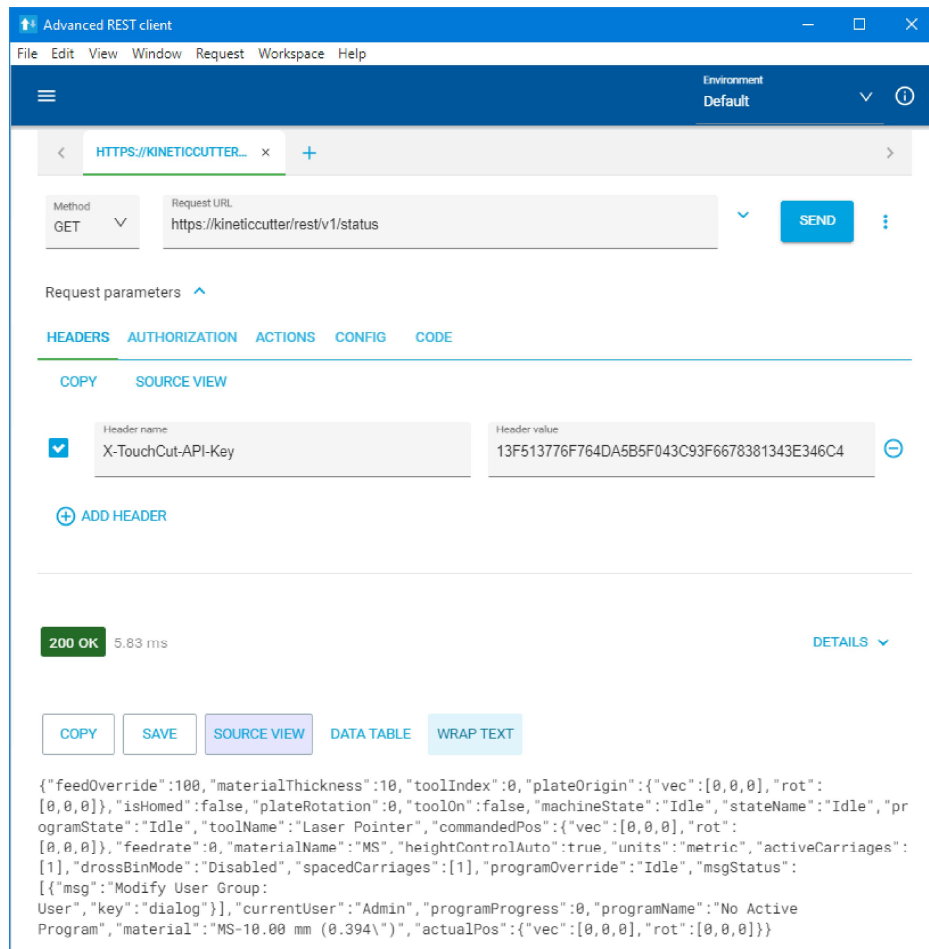 Advanced REST client
File Edit View Window Request Workspace Help
Environment
Default
HTTPS://KINETICCUTTER... ×
Method
GET
Request URL
https://kineticcutter/rest/v1/status
SEND
Request parameters
HEADERS AUTHORIZATION ACTIONS CONFIG CODE
COPY SOURCE VIEW
Header name
X-TouchCut-API-Key
Header value
13F513776F764DA5B5F043C93F6678381343E346C4
ADD HEADER
200 OK 5.83 ms
DETAILS
COPY SAVE SOURCE VIEW DATA TABLE WRAP TEXT
{"feedOverride":100,"materialThickness":10,"toolIndex":0,"plateOrigin":{"vec":[0,0,0],"rot":
[0,0,0]},"isHomed":false,"plateRotation":0,"toolOn":false,"machineState":"Idle","stateName":"Idle","pr
ogramState":"Idle","toolName":"Laser Pointer","commandedPos":{"vec":[0,0,0],"rot":
[0,0,0]},"feedrate":0,"materialName":"MS","heightControlAuto":true,"units":"metric","activeCarriages":
[1],"drossBinMode":"Disabled","spacedCarriages":[1],"programOverride":"Idle","msgStatus":
[{"msg":"Modify User Group:
User","key":"dialog"}],"currentUser":"Admin","programProgress":0,"programName":"No Active
Program","material":"MS-10.00 mm (0.394\")","actualPos":{"vec":[0,0,0],"rot":[0,0,0]}}